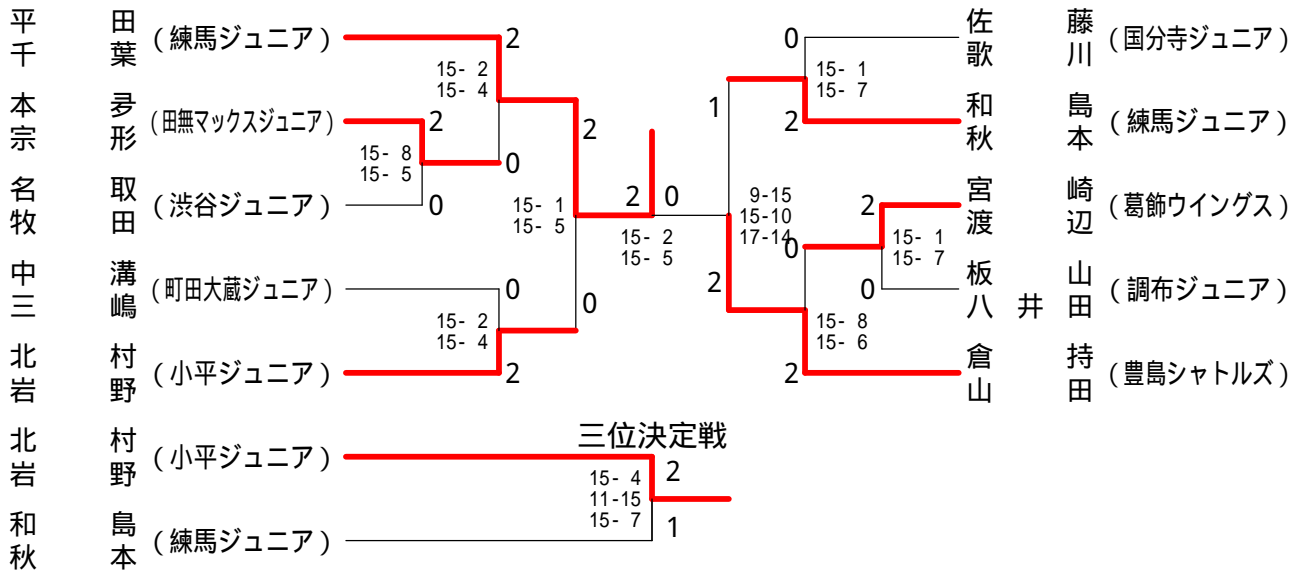 平 田
千 葉
(練馬ジュニア)
本 多
宗 形
(田無マックスジュニア)
名 取
牧 田
(渋谷ジュニア)
中 溝
三 嶋
(町田大蔵ジュニア)
北 村
岩 野
(小平ジュニア)
2
15- 2
15- 4
2
15- 8
15- 5
0
0
2
15- 1
15- 5
0
15- 2
15- 4
0
2
2 0
15- 2
15- 5
1
9-15
15-10
17-14
2
0
15- 1
15- 7
2
2
15- 1
15- 7
0
0
15- 8
15- 6
2
佐 藤
歌 川
(国分寺ジュニア)
和 島
秋 本
(練馬ジュニア)
宮 崎
渡 辺
(葛飾ウイングス)
板 山
八 井 田
(調布ジュニア)
倉 持
山 田
(豊島シャトルズ)
三位決定戦
北 村
岩 野
(小平ジュニア)
和 島
秋 本
(練馬ジュニア)
2
15- 4
11-15
15- 7
1